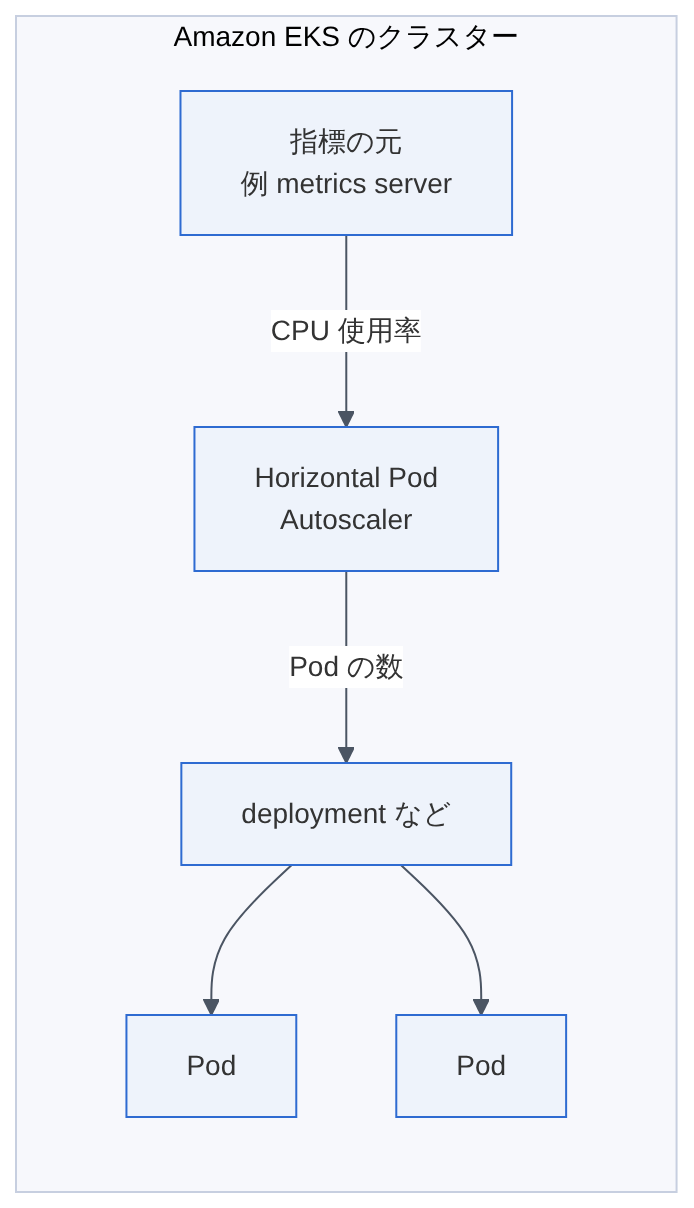 Amazon EKS のクラスター
指標の元
例 metrics server
CPU 使用率
Horizontal Pod
Autoscaler
Pod の数
deployment など
Pod
Pod